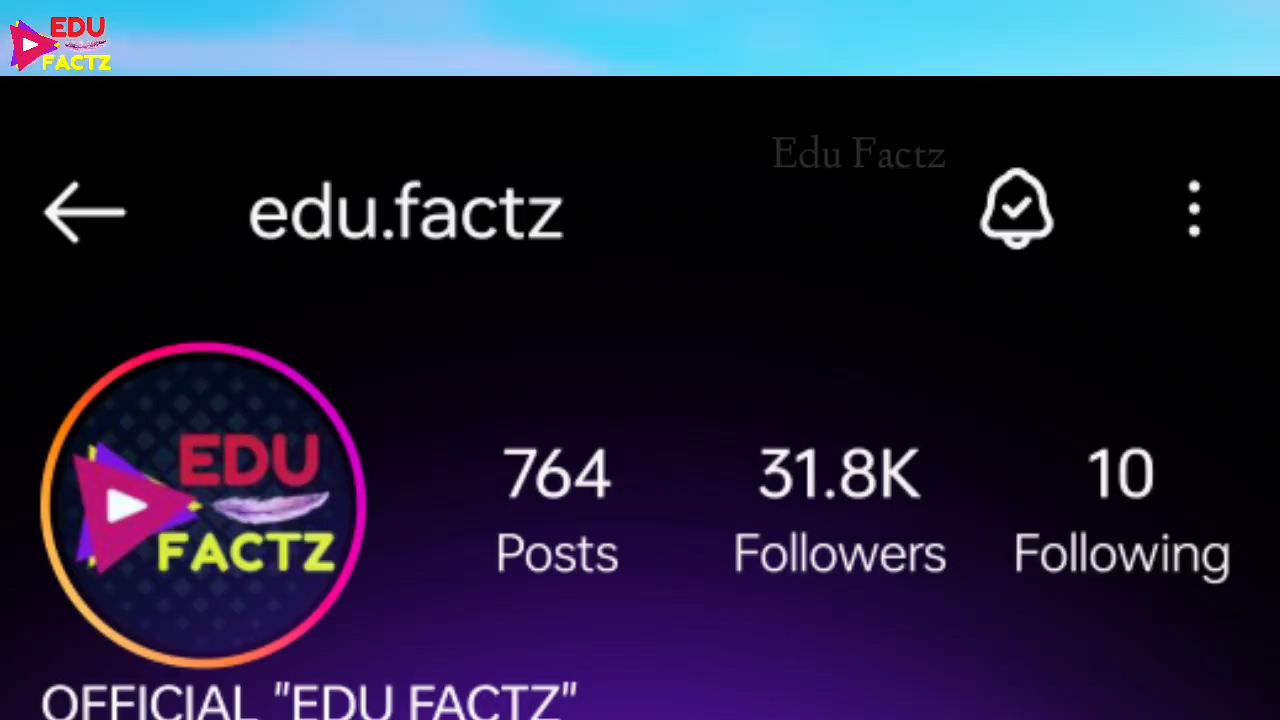 EDU
FACTZ
Edu Factz
edu.factz
EDU
FACTZ
764
31.8K
10
Posts
Followers
Following
OFFICIAL "EDU FACTZ"